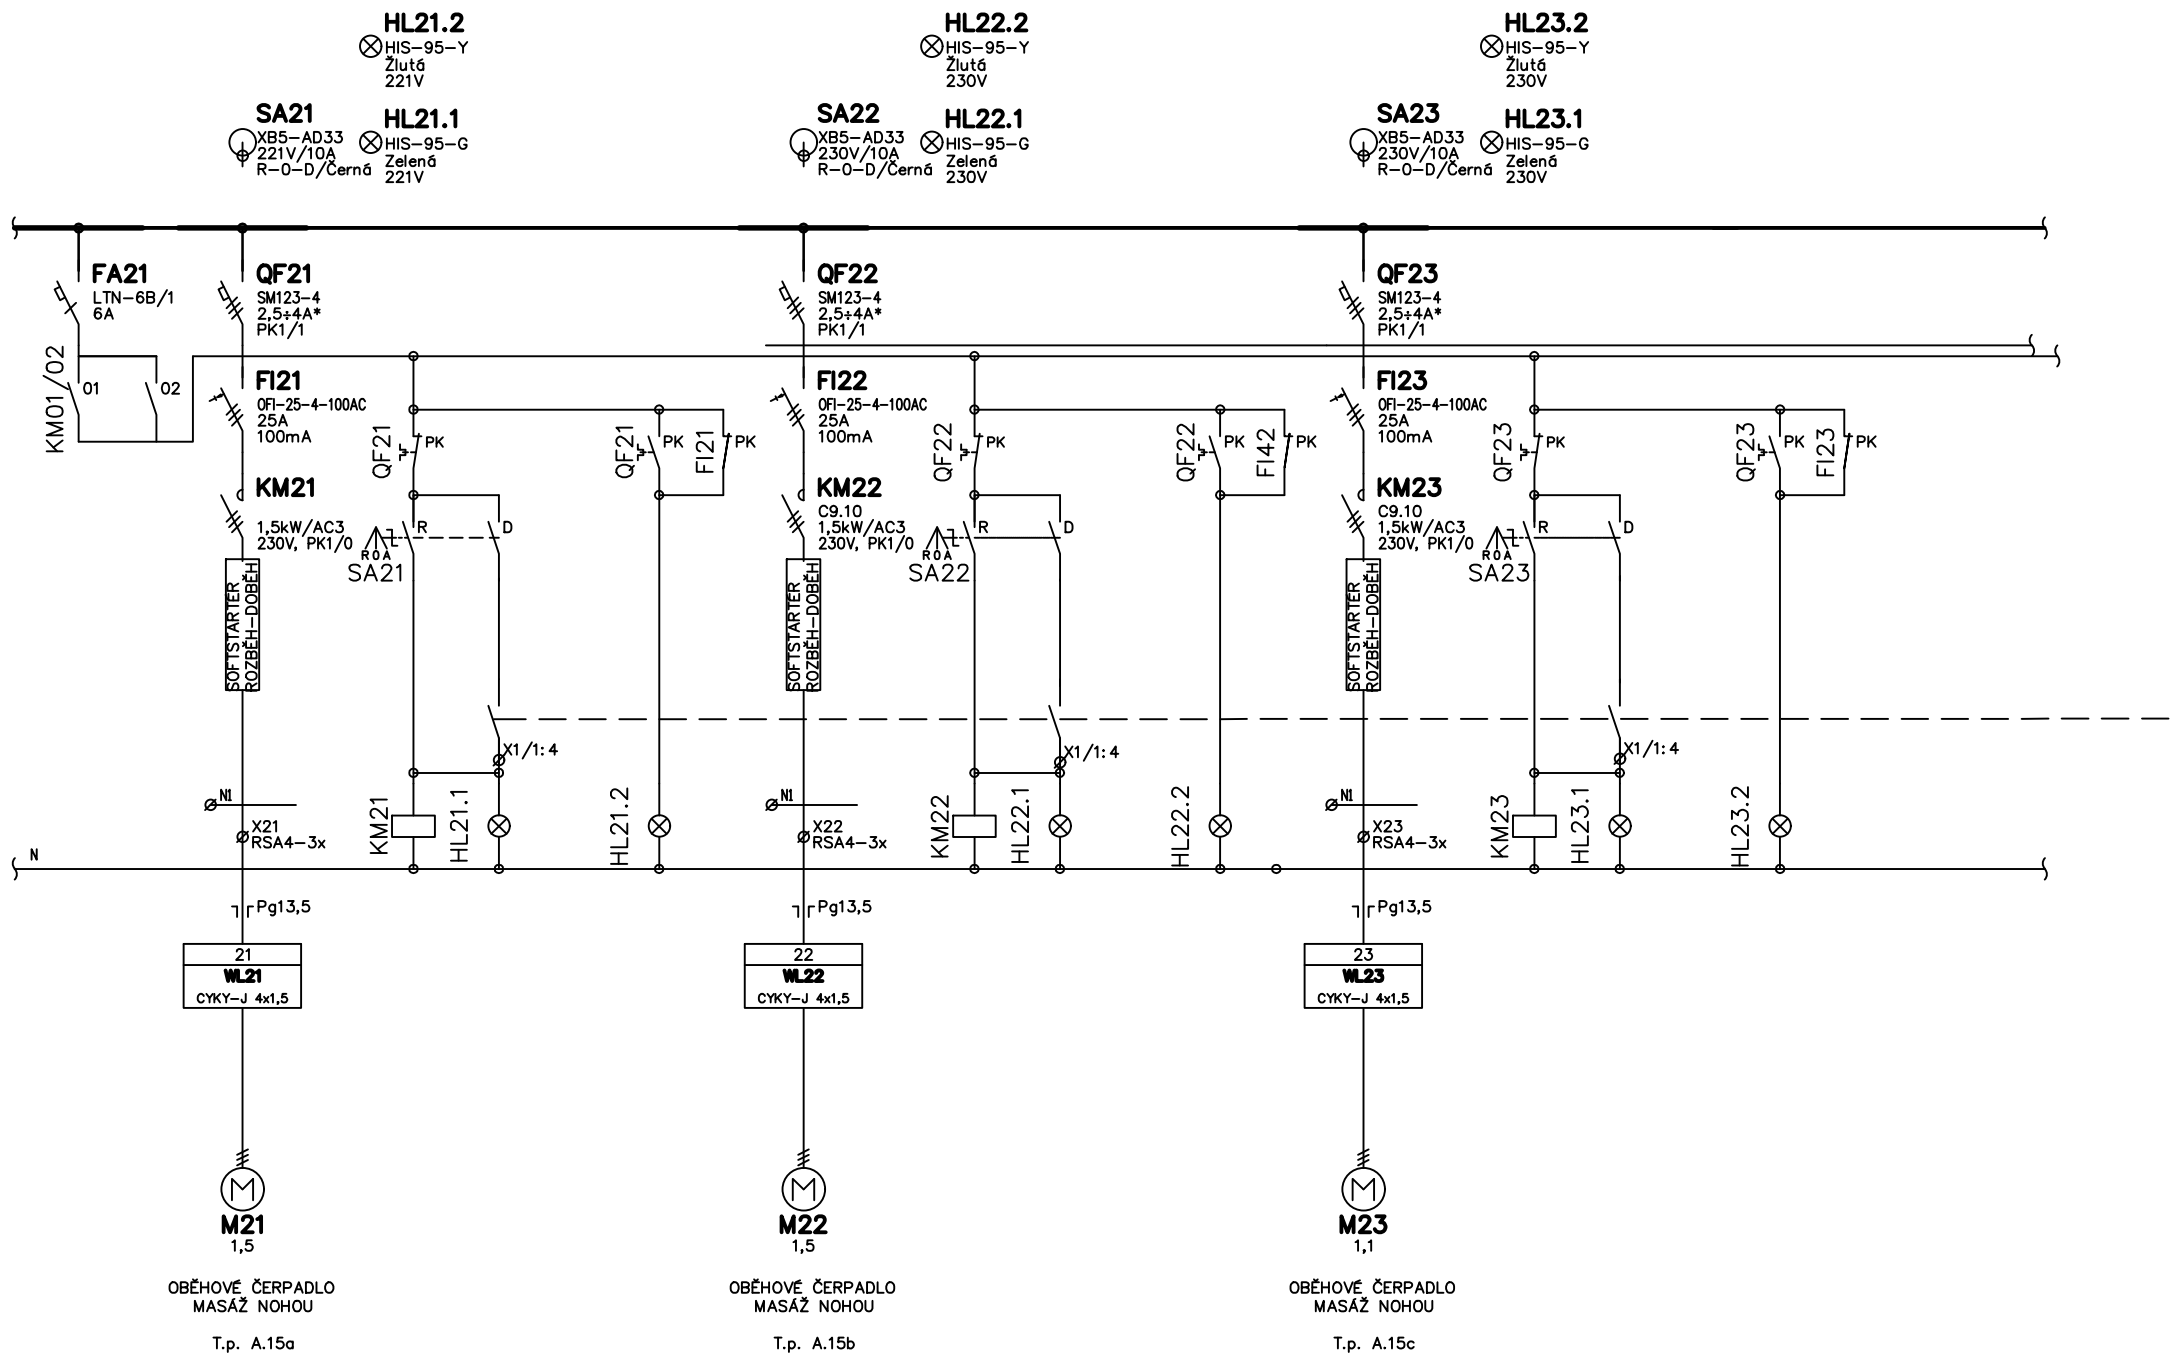 HL21.2
HIS-95-Y
Žlutá
221V
HL22.2
HIS-95-Y
Žlutá
230V
HL23.2
HIS-95-Y
Žlutá
230V
SA21
XB5-AD33
221V/10A
R-0-D/Černá
HL21.1
HIS-95-G
Zelená
221V
SA22
XB5-AD33
230V/10A
R-0-D/Černá
HL22.1
HIS-95-G
Zelená
230V
SA23
XB5-AD33
230V/10A
R-0-D/Černá
HL23.1
HIS-95-G
Zelená
230V
FA21
LTN-6B/1
6A
QF21
SM123-4
2,5÷4A*
PK1/1
QF22
SM123-4
2,5÷4A*
PK1/1
QF23
SM123-4
2,5÷4A*
PK1/1
KM01/02
01
02
FI21
OFI-25-4-100AC
25A
100mA
QF21
PK
QF21
PK
FI21
PK
FI22
OFI-25-4-100AC
25A
100mA
QF22
PK
QF22
PK
FI42
PK
FI23
OFI-25-4-100AC
25A
100mA
QF23
PK
QF23
PK
FI23
PK
KM21
1,5kW/AC3
230V, PK1/0
R O A
SA21
R
D
KM22
C9.10
1,5kW/AC3
230V, PK1/0
R O A
SA22
R
D
KM23
C9.10
1,5kW/AC3
230V, PK1/0
R O A
SA23
R
D
SOFTSTARTÉR
ROZBĚH-DOBĚH
SOFTSTARTÉR
ROZBĚH-DOBĚH
SOFTSTARTÉR
ROZBĚH-DOBĚH
X1/1:4
X1/1:4
X1/1:4
N1
X21
RSA4-3x
KM21
HL21.1
HL21.2
N1
X22
RSA4-3x
KM22
HL22.1
HL22.2
N1
X23
RSA4-3x
KM23
HL23.1
HL23.2
N
Pg13,5
Pg13,5
Pg13,5
21
WL21
CYKY-J 4x1,5
22
WL22
CYKY-J 4x1,5
23
WL23
CYKY-J 4x1,5
M
M21
1,5
M
M22
1,5
M
M23
1,1
OBĚHOVÉ ČERPADLO
MASÁŽ NOHOU
T.p. A.15a
OBĚHOVÉ ČERPADLO
MASÁŽ NOHOU
T.p. A.15b
OBĚHOVÉ ČERPADLO
MASÁŽ NOHOU
T.p. A.15c